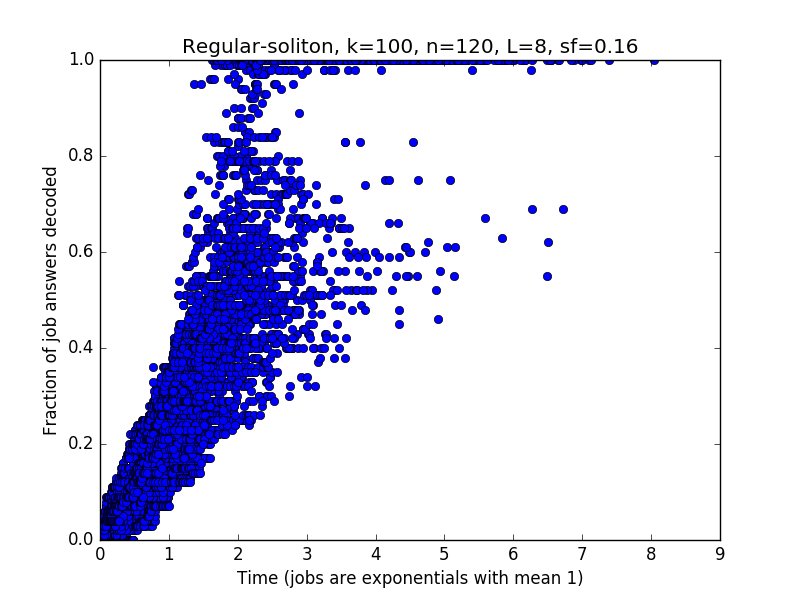 Regular-soliton, k=100, n=120, L=8, sf=0.16
1.0
0.8
0.6
0.4
0.2
0.0
Fraction of job answers decoded
0 1 2 3 4 5 6 7 8 9
Time (jobs are exponentials with mean 1)